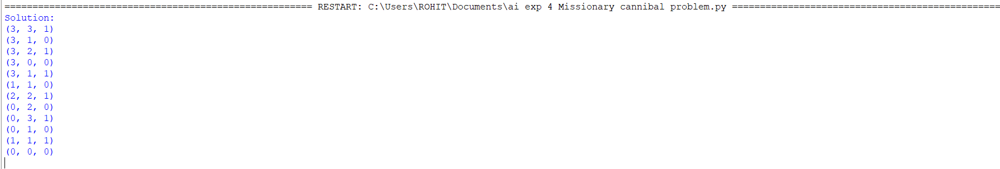 ======================================================= RESTART: C:\Users\ROHIT\Documents\ai exp 4 Missionary cannibal problem.py ================================================
Solution:
(3, 3, 1)
(3, 1, 0)
(3, 2, 1)
(3, 0, 0)
(3, 1, 1)
(1, 1, 0)
(2, 2, 1)
(0, 2, 0)
(0, 3, 1)
(0, 1, 0)
(1, 1, 1)
(0, 0, 0)